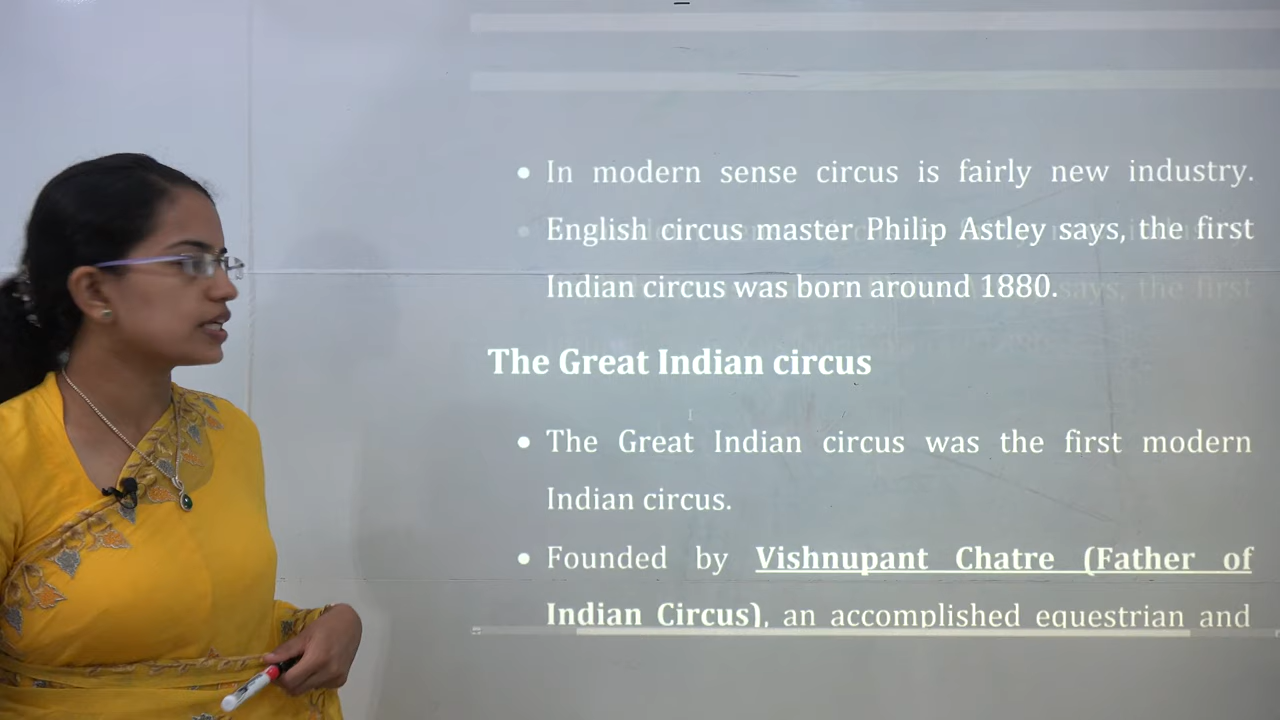 • In modern sense circus is fairly new industry.
English circus master Philip Astley says, the first
Indian circus was born around 1880.
The Great Indian circus
• The Great Indian circus was the first modern
Indian circus.
• Founded by Vishnupant Chatre (Father of
Indian Circus), an accomplished equestrian and